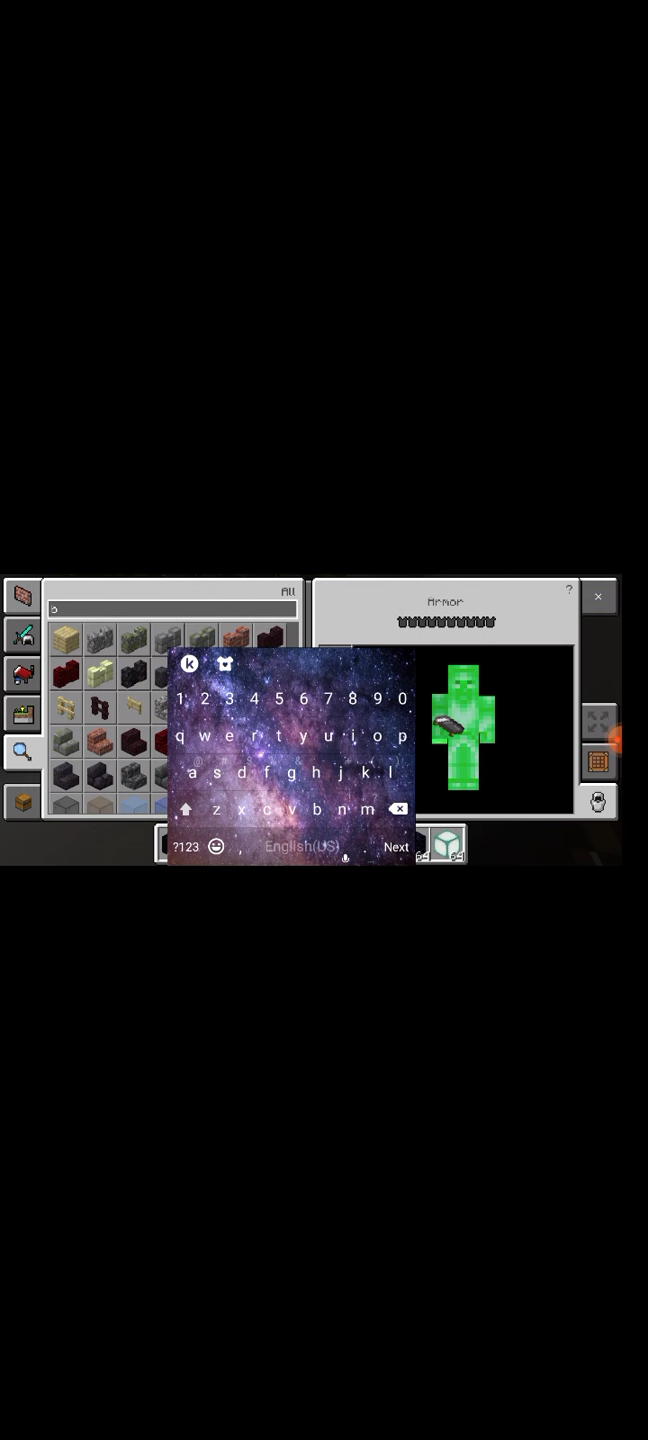 All
b
?
Armor
×
k
1 2 3 4 5 6 7 8 9 0
q w e r t y u i o p
a s d f g h j k l
z x c v b n m
?123 , English(US) Next
64 64